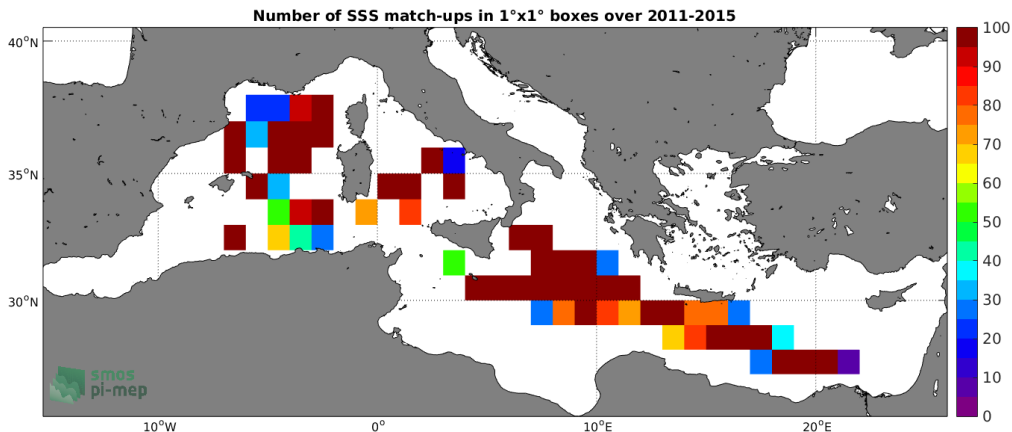 Number of SSS match-ups in 1°x1° boxes over 2011-2015
40°N
35°N
30°N
10°W
0°
10°E
20°E
100
90
80
70
60
50
40
30
20
10
0
smos
pi-mep